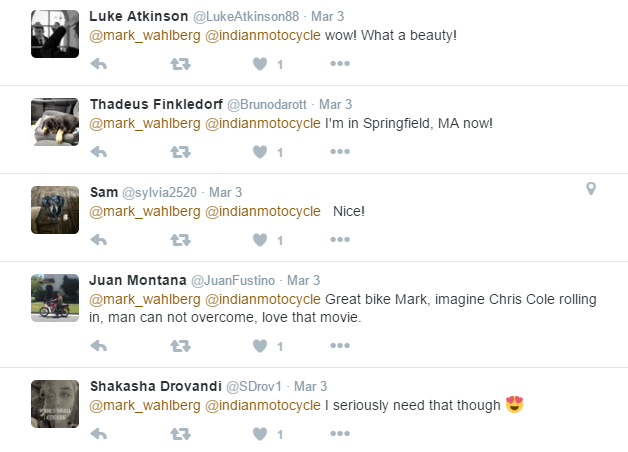 Luke Atkinson @LukeAtkinson88 · Mar 3
@mark_wahlberg @indianmotocycle wow! What a beauty!
1
Thadeus Finkledorf @Brunodarott · Mar 3
@mark_wahlberg @indianmotocycle I'm in Springfield, MA now!
1
Sam @sylvia2520 · Mar 3
@mark_wahlberg @indianmotocycle Nice!
1
Juan Montana @JuanFustino · Mar 3
@mark_wahlberg @indianmotocycle Great bike Mark, imagine Chris Cole rolling
in, man can not overcome, love that movie.
1
Shakasha Drovandi @SDrov1 · Mar 3
@mark_wahlberg @indianmotocycle I seriously need that though 😍
1